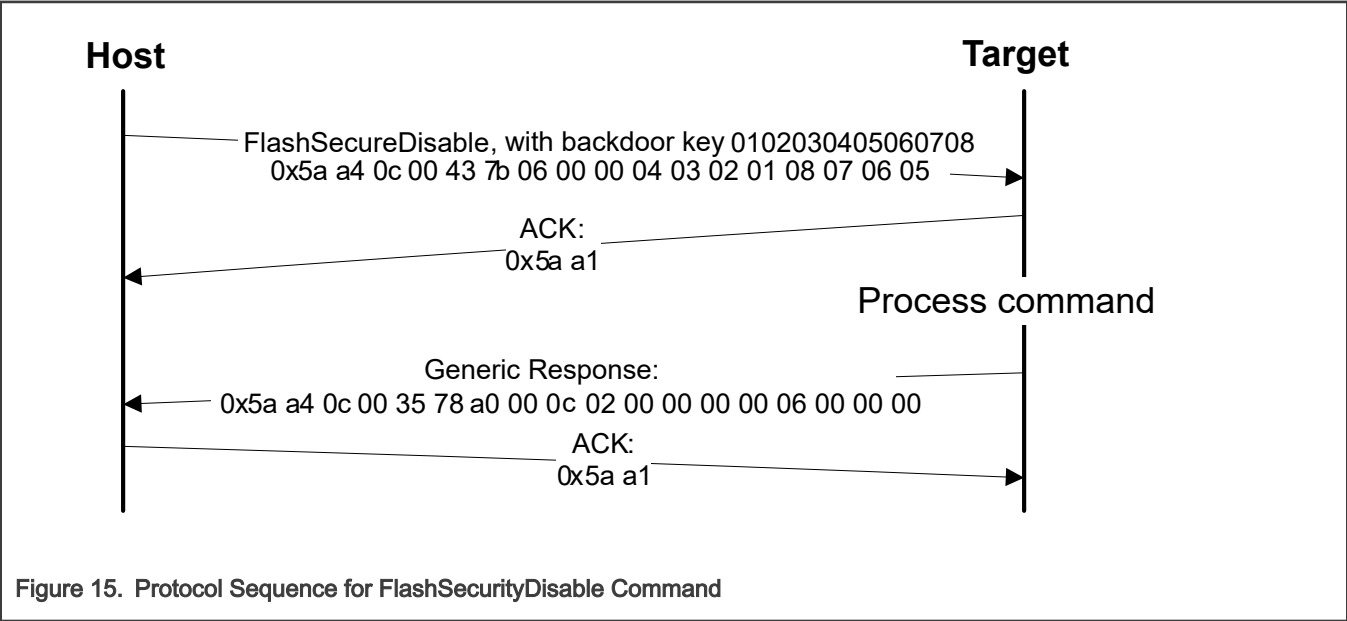 Host
Target
FlashSecureDisable, with backdoor key 0102030405060708
0x5a a4 0c 00 43 7b 06 00 00 04 03 02 01 08 07 06 05
ACK:
0x5a a1
Process command
Generic Response:
0x5a a4 0c 00 35 78 a0 00 0c 02 00 00 00 00 06 00 00 00
ACK:
0x5a a1
Figure 15. Protocol Sequence for FlashSecurityDisable Command